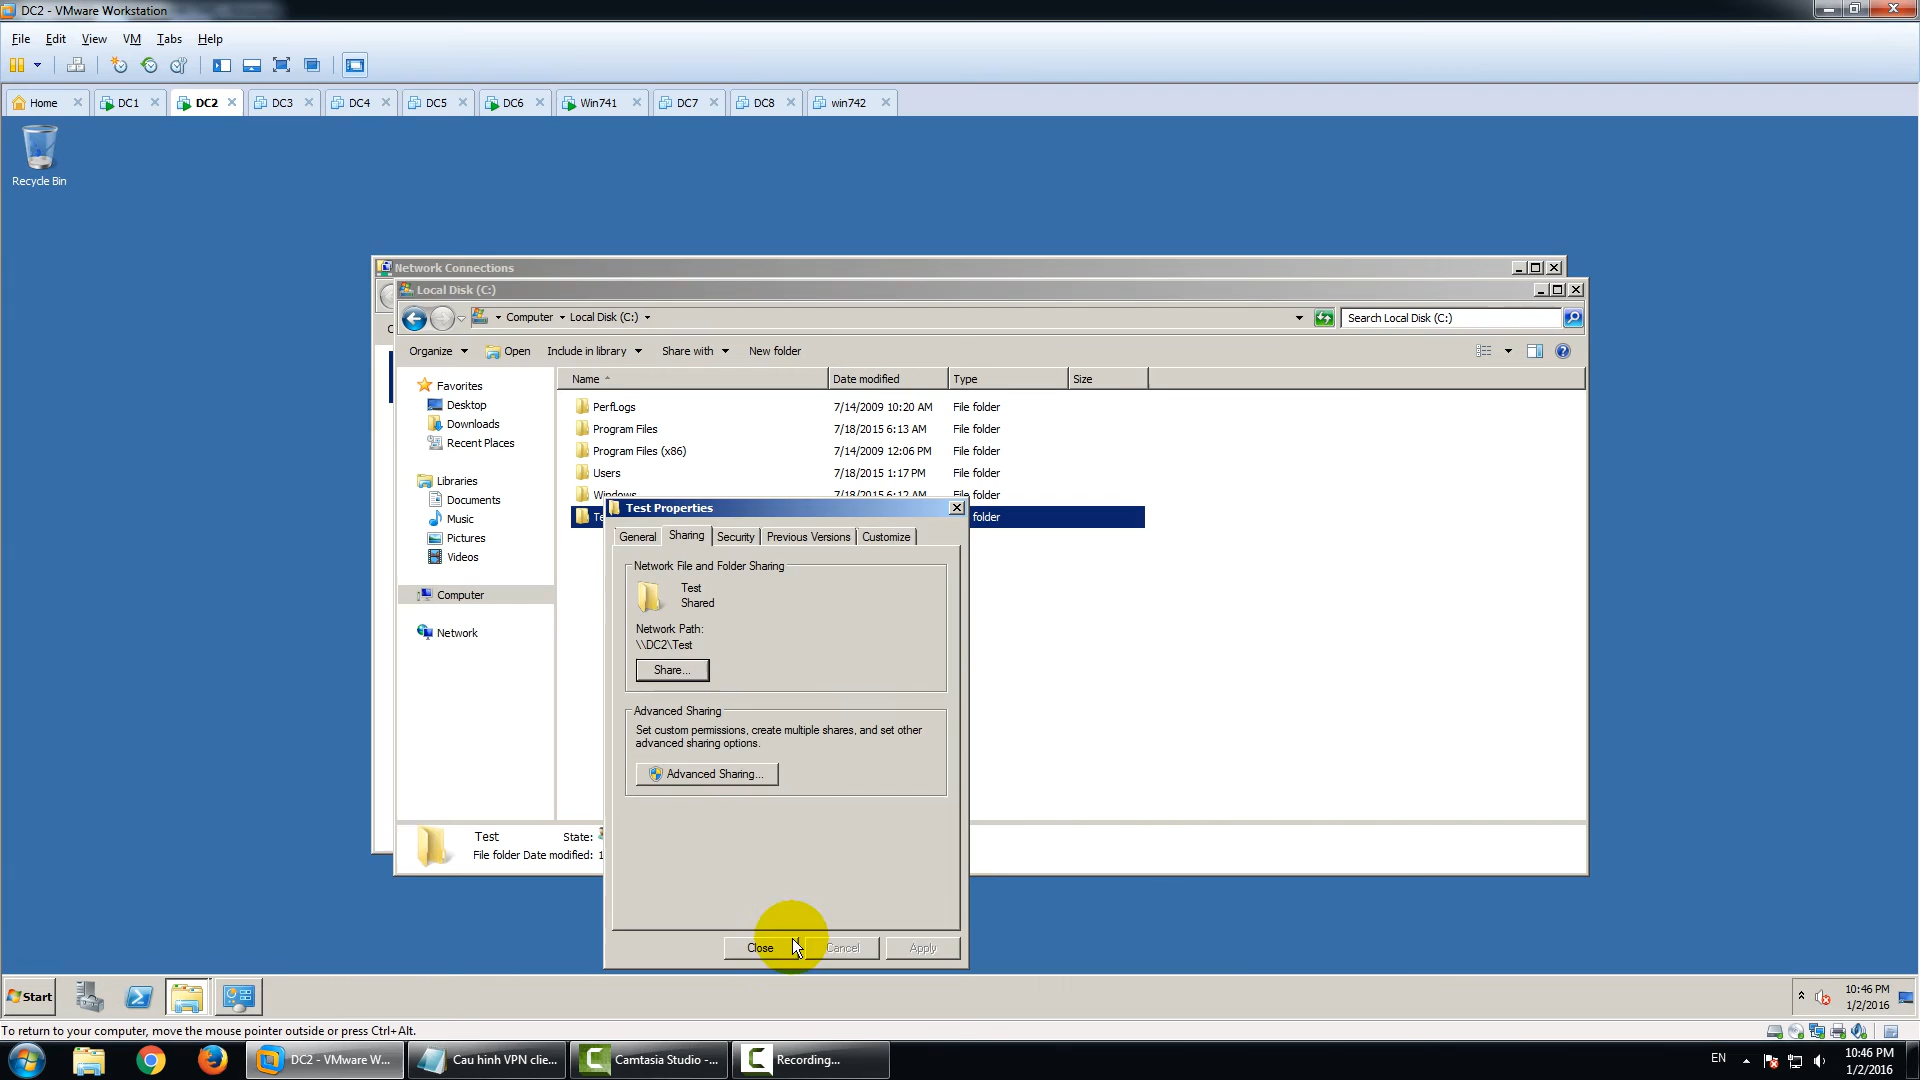 DC2 - VMware Workstation
File Edit View VM Tabs Help
Home DC1 DC2 DC3 DC4 DC5 DC6 Win741 DC7 DC8 win742
Recycle Bin
Network Connections
Local Disk (C:)
Computer Local Disk (C:)
Search Local Disk (C:)
Organize Open Include in library Share with New folder
Favorites
Desktop
Downloads
Recent Places
Libraries
Documents
Music
Pictures
Videos
Computer
Network
Name Date modified Type Size
PerfLogs 7/14/2009 10:20 AM File folder
Program Files 7/18/2015 6:13 AM File folder
Program Files (x86) 7/14/2009 12:06 PM File folder
Users 7/18/2015 1:17 PM File folder
Windows 7/18/2015 6:12 AM File folder
folder
Test Properties
General Sharing Security Previous Versions Customize
Network File and Folder Sharing
Test
Shared
Network Path:
\\DC2\Test
Share...
Advanced Sharing
Set custom permissions, create multiple shares, and set other
advanced sharing options.
Advanced Sharing...
Close Cancel Apply
Test State:
File folder Date modified: 1
Start
10:46 PM
1/2/2016
To return to your computer, move the mouse pointer outside or press Ctrl+Alt.
DC2 - VMware W... Cau hinh VPN clie... Camtasia Studio -... Recording...
EN
10:46 PM
1/2/2016